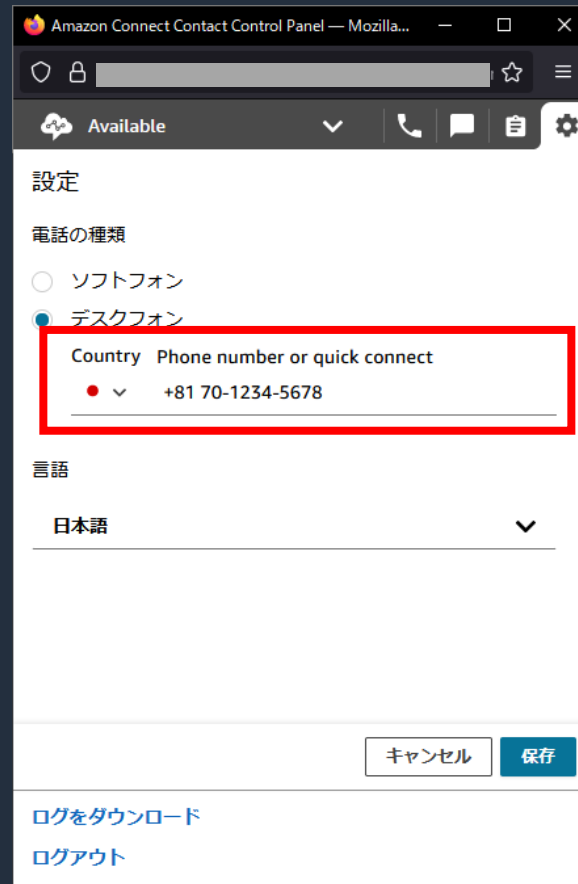 Amazon Connect Contact Control Panel — Mozilla...
Available
設定
電話の種類
ソフトフォン
デスクフォン
Country Phone number or quick connect
+81 70-1234-5678
言語
日本語
キャンセル 保存
ログをダウンロード
ログアウト